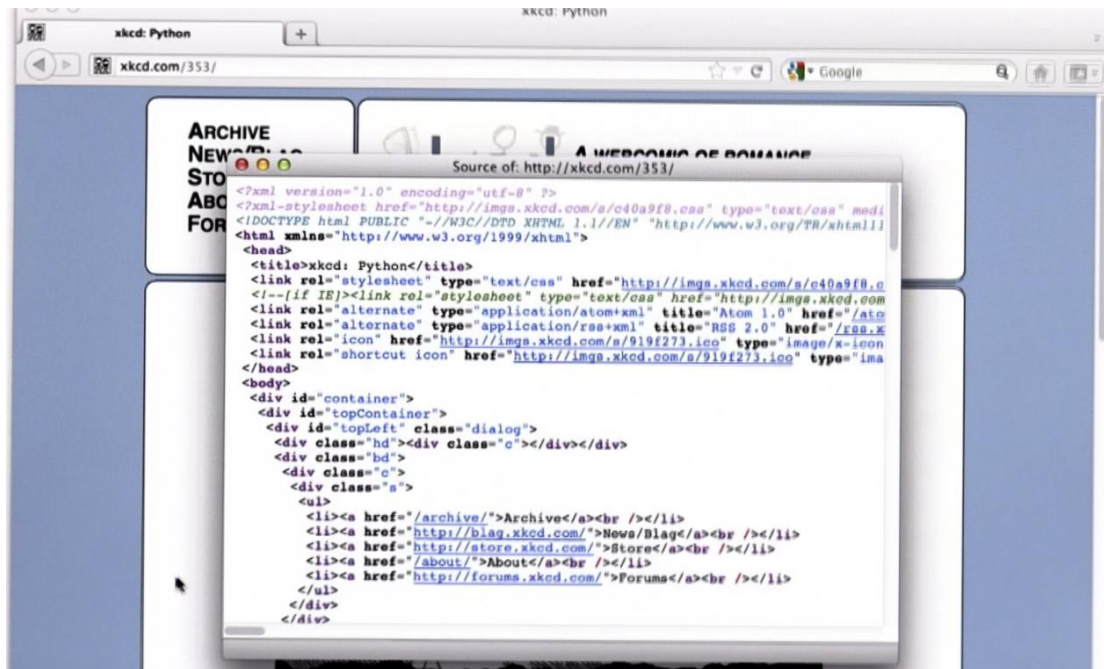 xkcd: Python
xkcd: Python
+
xkcd.com/353/
Google
ARCHIVE
NEWS/BLAG
STO
ABO
FOR
A WEBCOMIC OF ROMANCE
Source of: http://xkcd.com/353/
<?xml version="1.0" encoding="utf-8" ?>
<?xml-stylesheet href="http://imgs.xkcd.com/s/c40a9f8.css" type="text/css" medi
<!DOCTYPE html PUBLIC "-//W3C//DTD XHTML 1.1//EN" "http://www.w3.org/TR/xhtml11
<html xmlns="http://www.w3.org/1999/xhtml">
<head>
<title>xkcd: Python</title>
<link rel="stylesheet" type="text/css" href="http://imgs.xkcd.com/s/c40a9f8.c
<!--[if IE]><link rel="stylesheet" type="text/css" href="http://imgs.xkcd.com
<link rel="alternate" type="application/atom+xml" title="Atom 1.0" href="/ato
<link rel="alternate" type="application/rss+xml" title="RSS 2.0" href="/rss.x
<link rel="icon" href="http://imgs.xkcd.com/s/919f273.ico" type="image/x-icon
<link rel="shortcut icon" href="http://imgs.xkcd.com/s/919f273.ico" type="ima
</head>
<body>
<div id="container">
<div id="topContainer">
<div id="topLeft" class="dialog">
<div class="hd"><div class="c"></div></div>
<div class="bd">
<div class="c">
<div class="s">
<ul>
<li><a href="/archive/">Archive</a><br /></li>
<li><a href="http://blag.xkcd.com/">News/Blag</a><br /></li>
<li><a href="http://store.xkcd.com/">Store</a><br /></li>
<li><a href="/about/">About</a><br /></li>
<li><a href="http://forums.xkcd.com/">Forums</a><br /></li>
</ul>
</div>
</div>